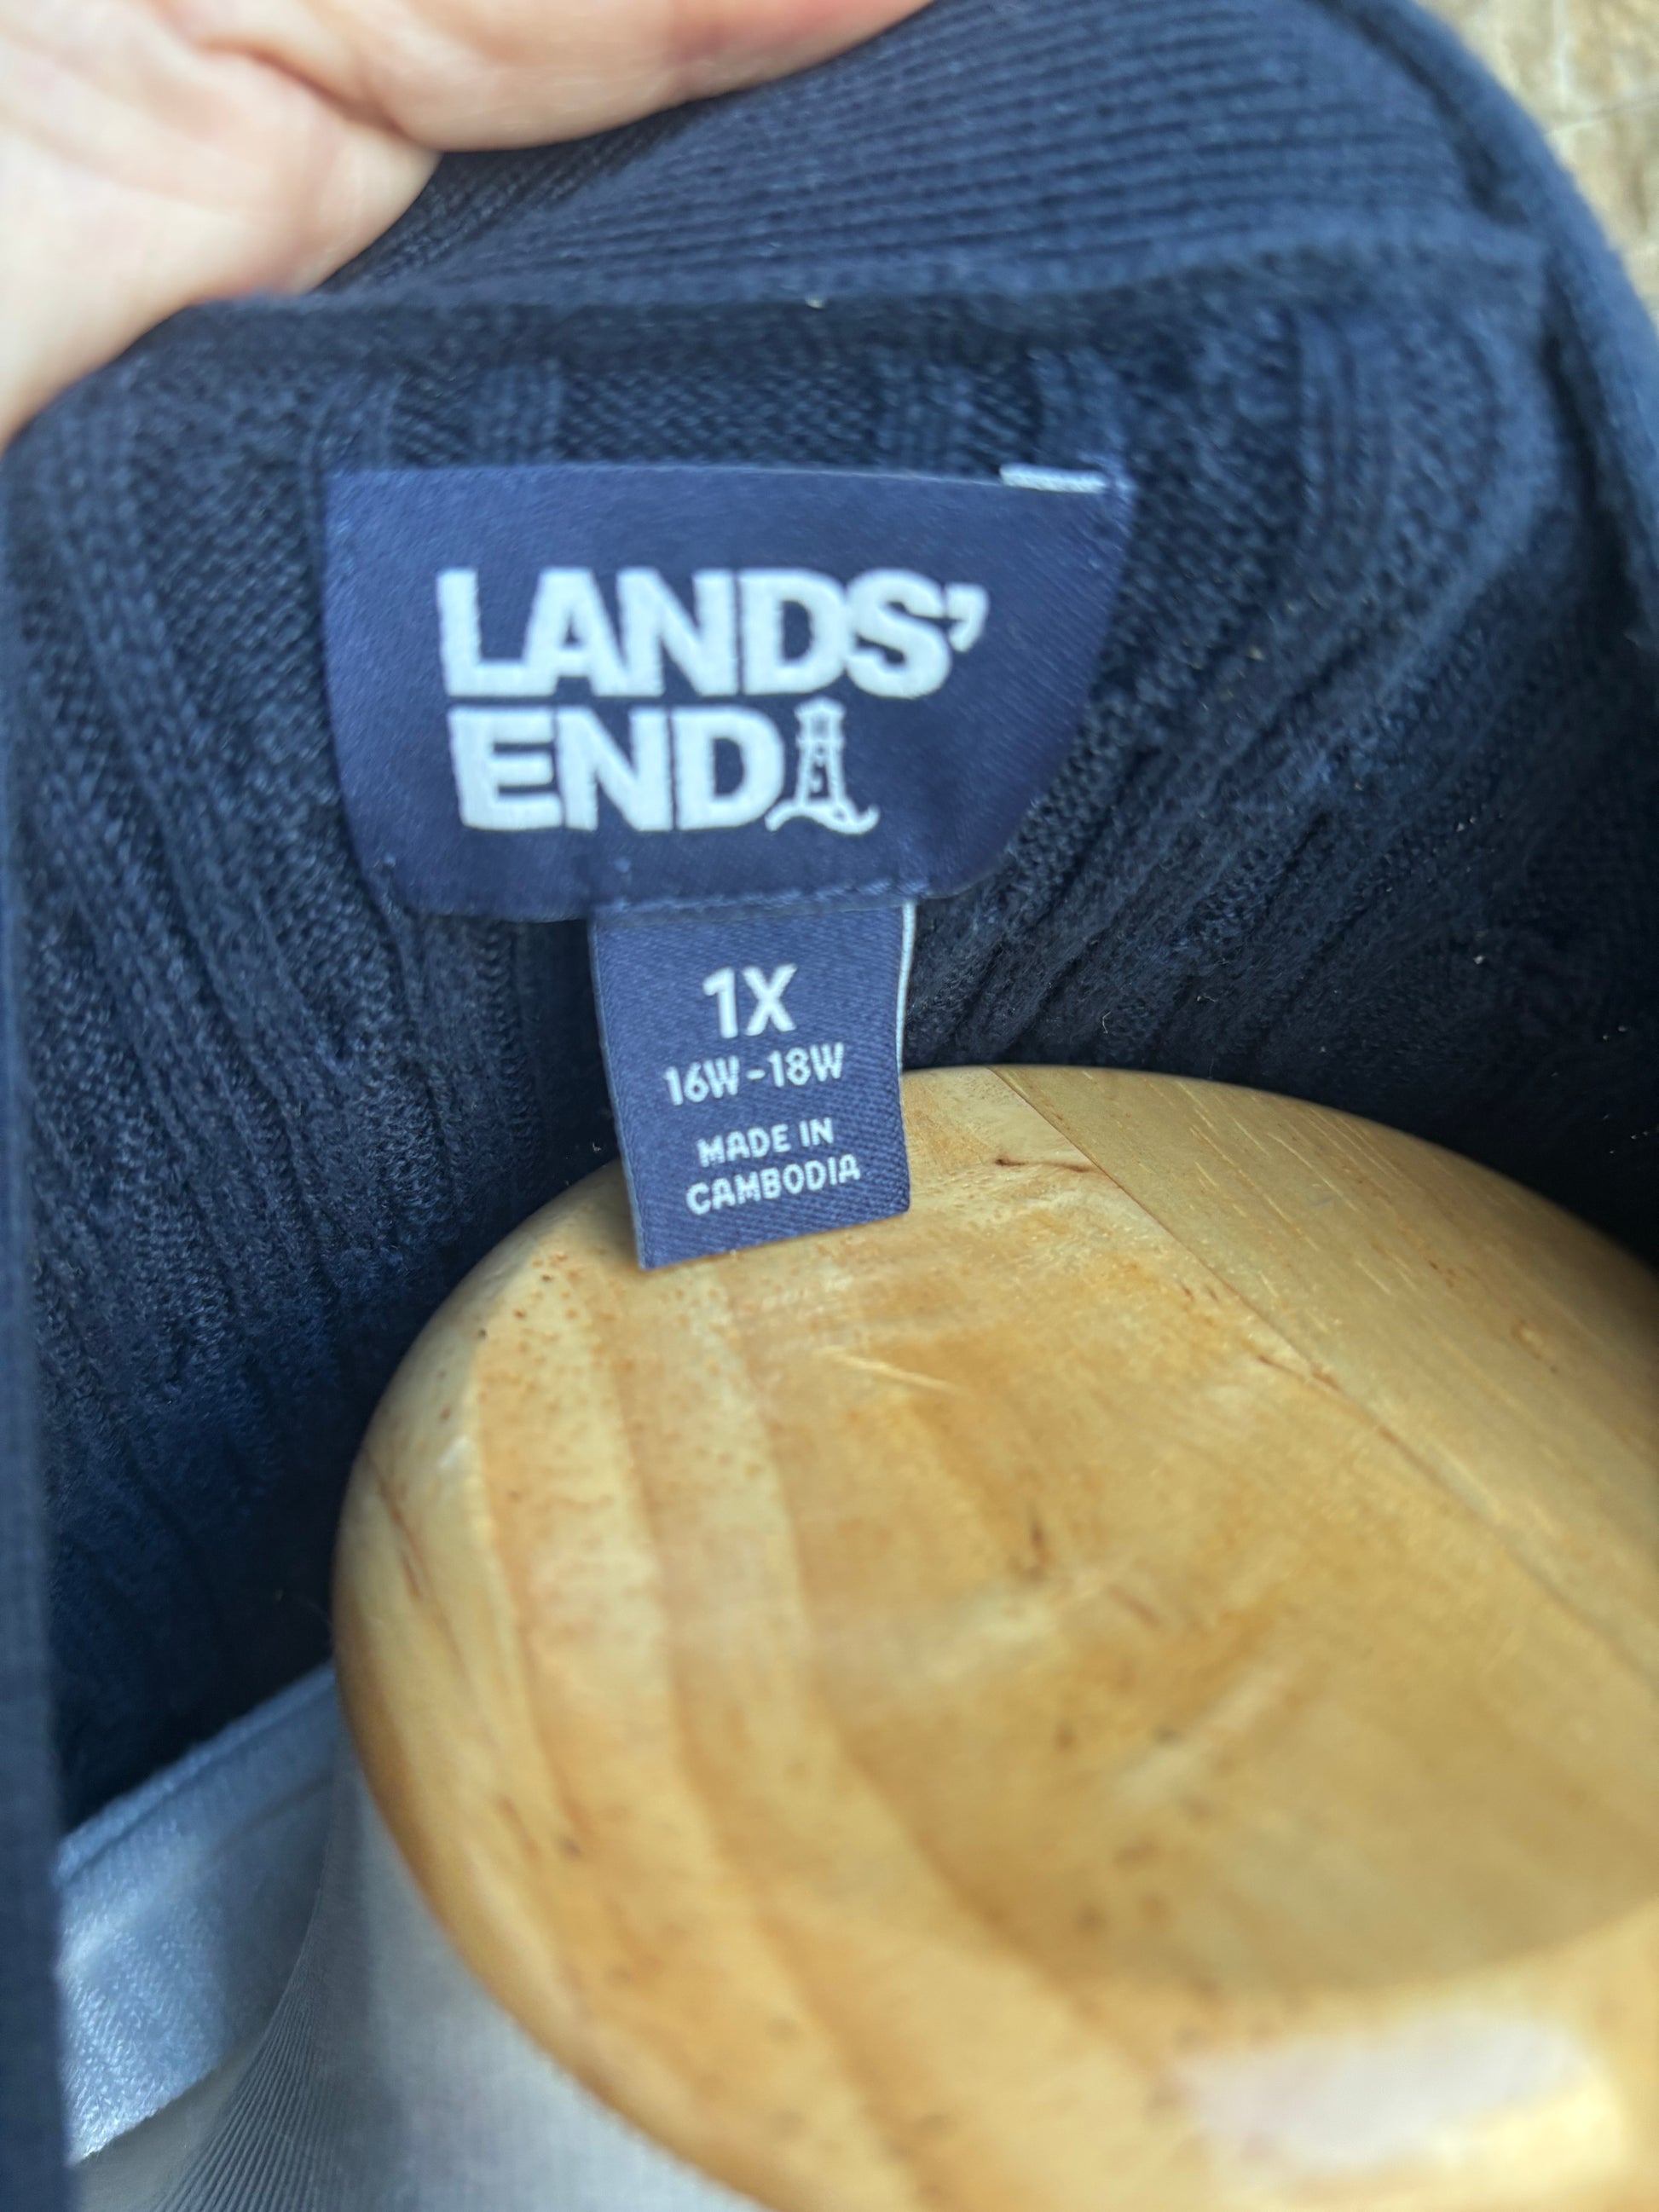 LANDS’
END
1X
16W-18W
MADE IN
CAMBODIA